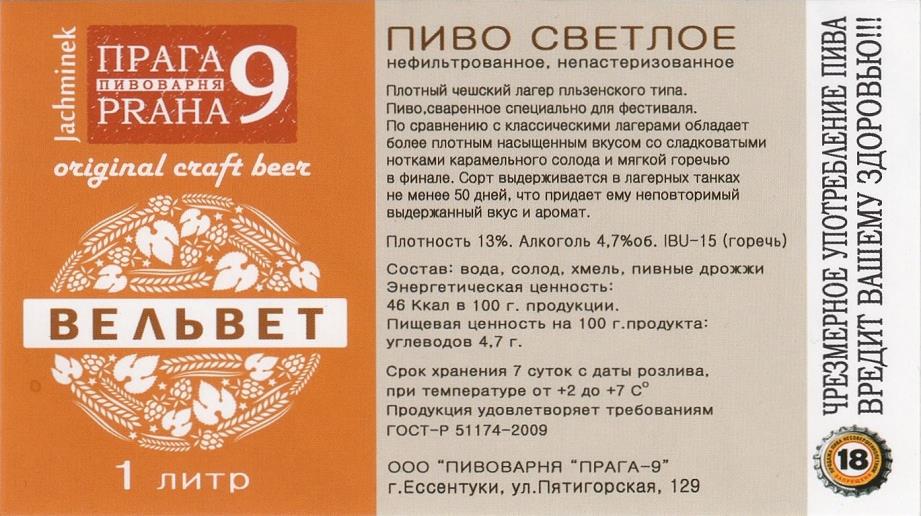 Jachminek
ПРАГА
ПИВОВАРНЯ
PRAHA
9
original craft beer
ВЕЛЬВЕТ
1 литр
ПИВО СВЕТЛОЕ
нефильтрованное, непастеризованное
Плотный чешский лагер пльзенского типа.
Пиво,сваренное специально для фестиваля.
По сравнению с классическими лагерами обладает
более плотным насыщенным вкусом со сладковатыми
нотками карамельного солода и мягкой горечью
в финале. Сорт выдерживается в лагерных танках
не менее 50 дней, что придает ему неповторимый
выдержанный вкус и аромат.
Плотность 13%. Алкоголь 4,7%об. IBU-15 (горечь)
Состав: вода, солод, хмель, пивные дрожжи
Энергетическая ценность:
46 Ккал в 100 г. продукции.
Пищевая ценность на 100 г.продукта:
углеводов 4,7 г.
Срок хранения 7 суток с даты розлива,
при температуре от +2 до +7 С°
Продукция удовлетворяет требованиям
ГОСТ-Р 51174-2009
ООО "ПИВОВАРНЯ "ПРАГА-9"
г.Ессентуки, ул.Пятигорская, 129
ЧРЕЗМЕРНОЕ УПОТРЕБЛЕНИЕ ПИВА
ВРЕДИТ ВАШЕМУ ЗДОРОВЬЮ!!!
ПРОДАЖА ПИВА НЕСОВЕРШЕННОЛЕТНИМ
18
ЗАПРЕЩЕНА